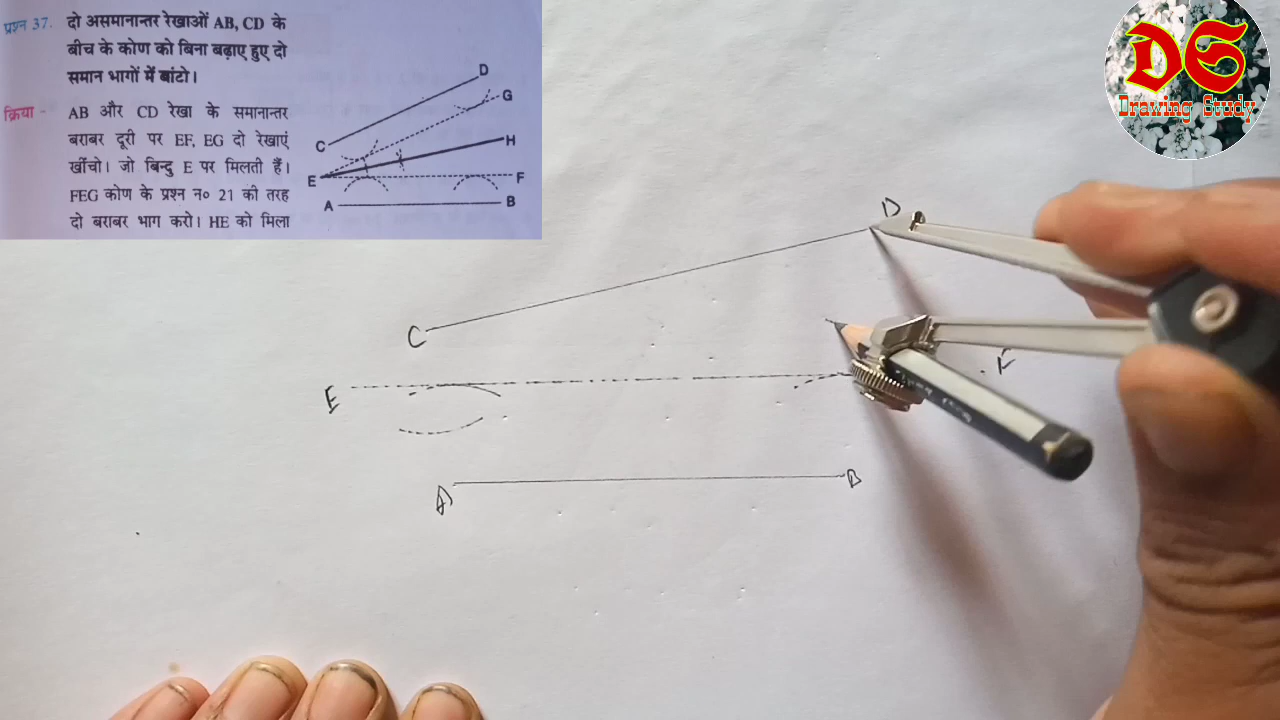 प्रश्न 37. दो असमानान्तर रेखाओं AB, CD के
बीच के कोण को बिना बढ़ाए हुए दो
समान भागों में बांटो।
क्रिया - AB और CD रेखा के समानान्तर
बराबर दूरी पर EF, EG दो रेखाएं
खींचो। जो बिन्दु E पर मिलती हैं।
FEG कोण के प्रश्न न० 21 की तरह
दो बराबर भाग करो। HE को मिला
D
G
C
H
E
F
A
B
DS
Drawing Study
D
C
F
E
A
B